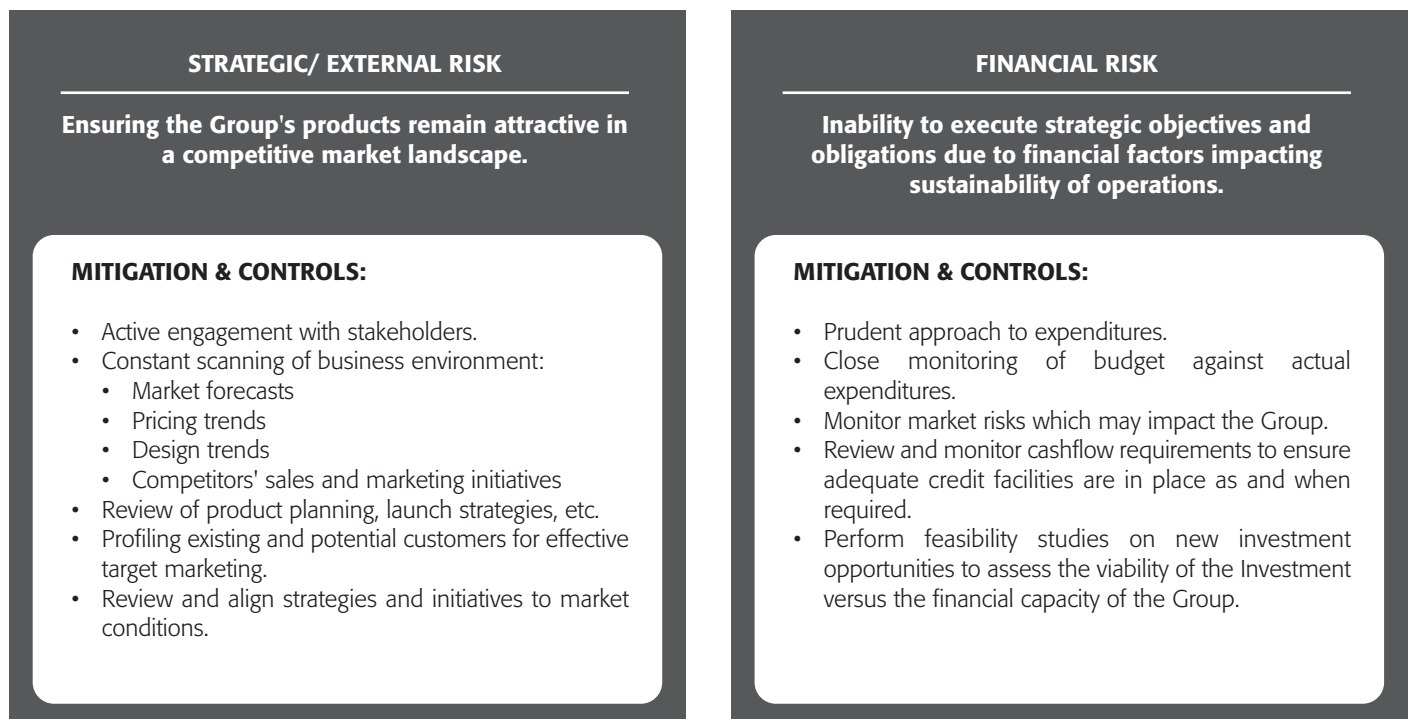 STRATEGIC/ EXTERNAL RISK
Ensuring the Group's products remain attractive in
a competitive market landscape.
MITIGATION & CONTROLS:
• Active engagement with stakeholders.
• Constant scanning of business environment:
• Market forecasts
• Pricing trends
• Design trends
• Competitors' sales and marketing initiatives
• Review of product planning, launch strategies, etc.
• Profiling existing and potential customers for effective
target marketing.
• Review and align strategies and initiatives to market
conditions.
FINANCIAL RISK
Inability to execute strategic objectives and
obligations due to financial factors impacting
sustainability of operations.
MITIGATION & CONTROLS:
• Prudent approach to expenditures.
• Close monitoring of budget against actual
expenditures.
• Monitor market risks which may impact the Group.
• Review and monitor cashflow requirements to ensure
adequate credit facilities are in place as and when
required.
• Perform feasibility studies on new investment
opportunities to assess the viability of the Investment
versus the financial capacity of the Group.